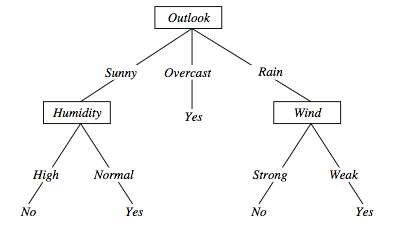 Outlook
Sunny Overcast Rain
Humidity Yes Wind
High Normal Strong Weak
No Yes No Yes